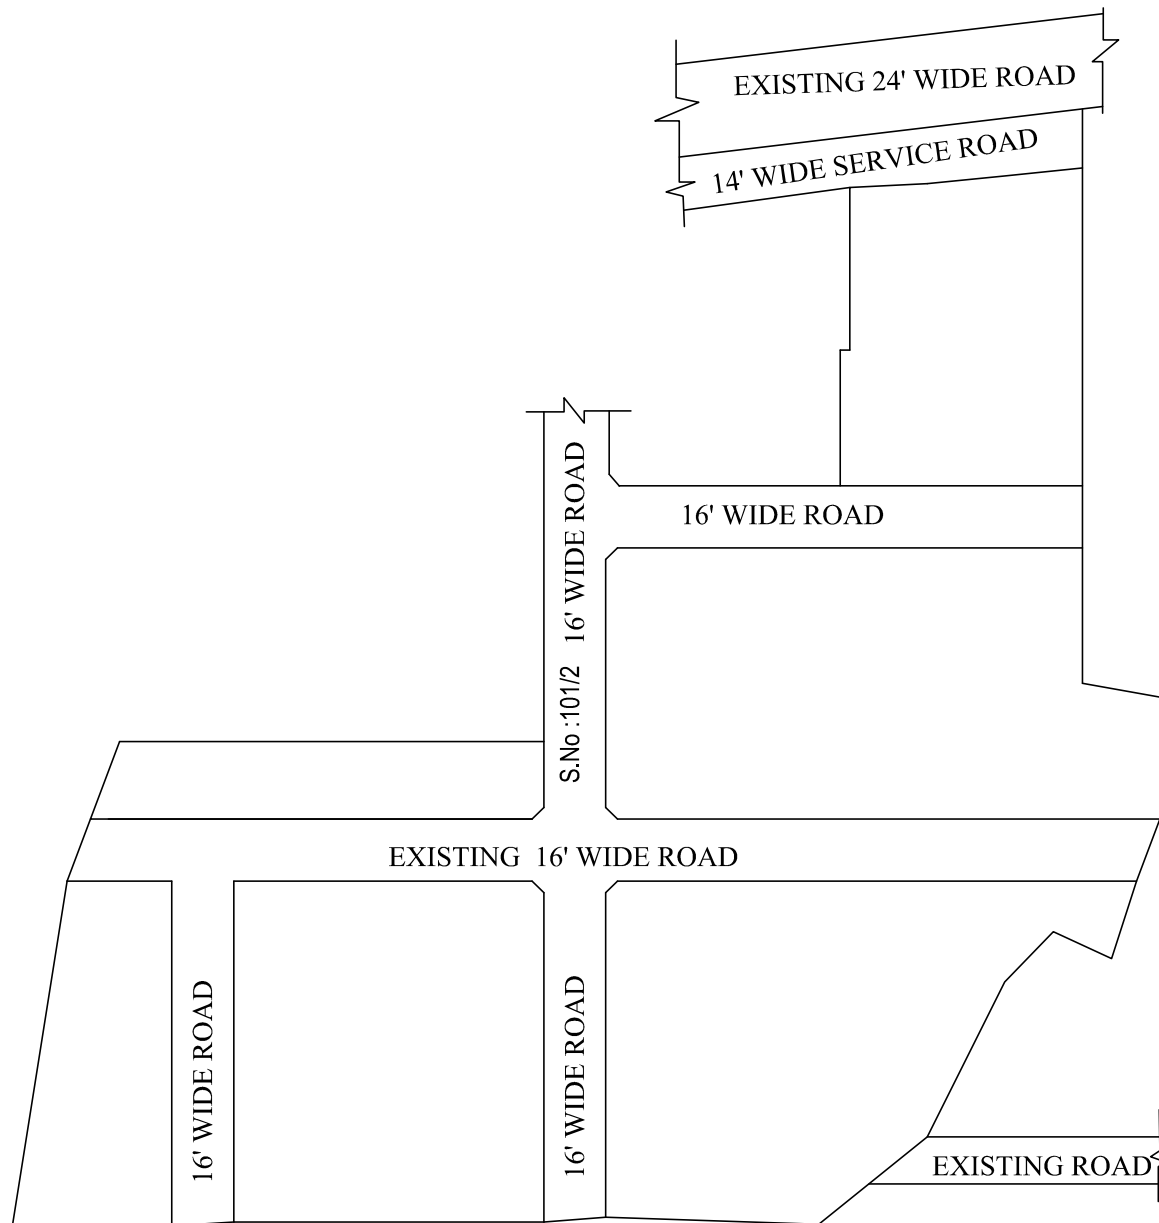 EXISTING 24' WIDE ROAD
14' WIDE SERVICE ROAD
16' WIDE ROAD
16' WIDE ROAD
S.No :101/2
EXISTING 16' WIDE ROAD
16' WIDE ROAD
16' WIDE ROAD
EXISTING ROAD